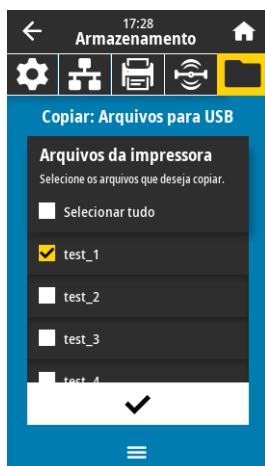 17:28
Armazenamento
Copiar: Arquivos para USB
Arquivos da impressora
Selecione os arquivos que deseja copiar.
Selecionar tudo
test_1
test_2
test_3
test_4